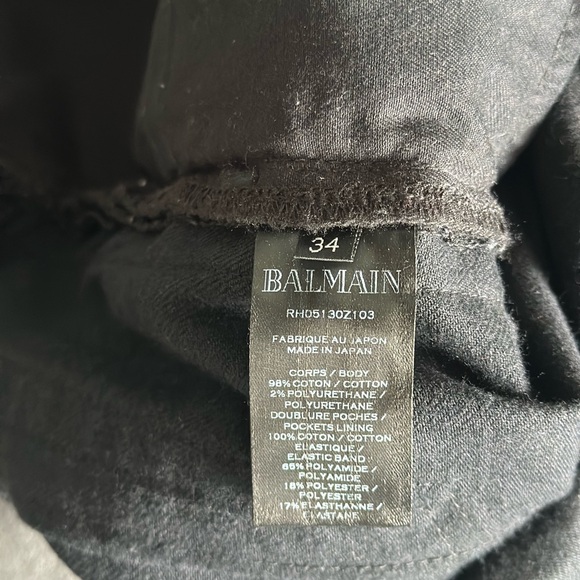 34
BALMAIN
RH05130Z103
FABRIQUE AU JAPON
MADE IN JAPAN
CORPS / BODY
98% COTON / COTTON
2% POLYURETHANE /
POLYURETHANE
DOUBLURE POCHES /
POCKETS LINING
100% COTON / COTTON
ELASTIQUE /
ELASTIC BAND
65% POLYAMIDE /
POLYAMIDE
18% POLYESTER /
POLYESTER
17% ELASTHANNE /
ELASTANE